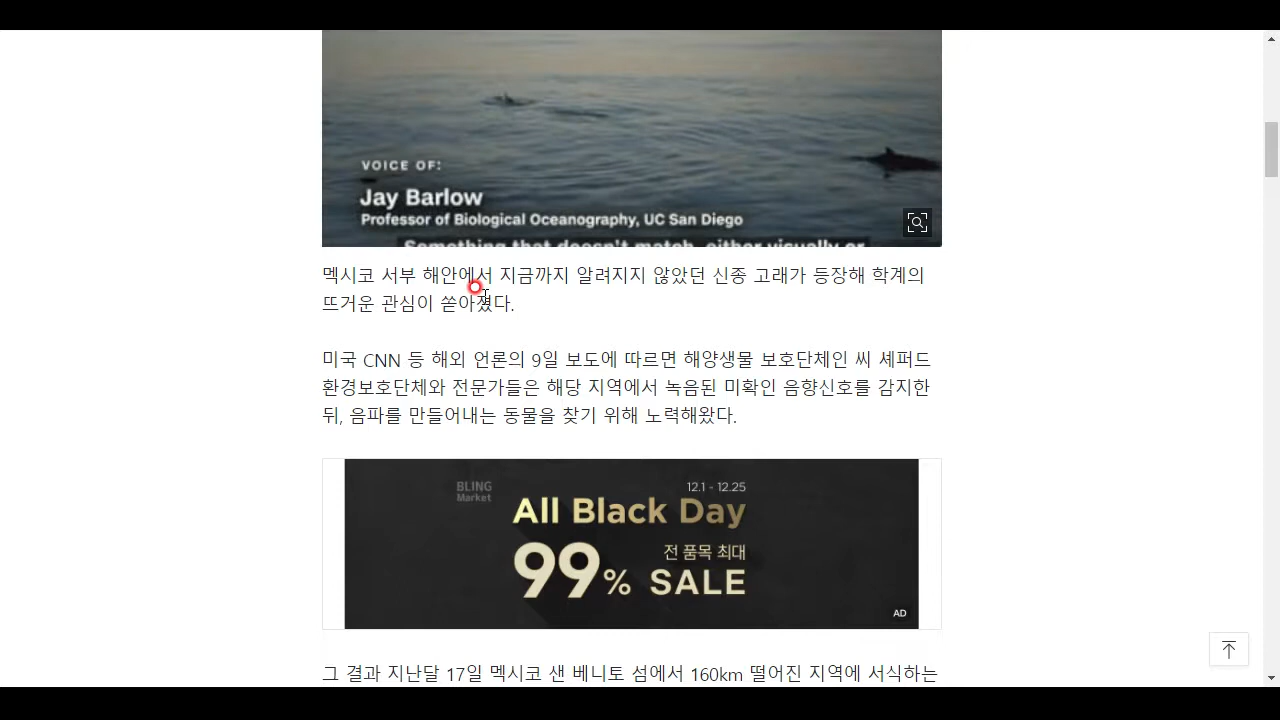 VOICE OF:
Jay Barlow
Professor of Biological Oceanography, UC San Diego
Something that doesn't match, either visually or
멕시코 서부 해안에서 지금까지 알려지지 않았던 신종 고래가 등장해 학계의
뜨거운 관심이 쏟아졌다.
미국 CNN 등 해외 언론의 9일 보도에 따르면 해양생물 보호단체인 씨 셰퍼드
환경보호단체와 전문가들은 해당 지역에서 녹음된 미확인 음향신호를 감지한
뒤, 음파를 만들어내는 동물을 찾기 위해 노력해왔다.
BLING
Market
12.1 - 12.25
All Black Day
전 품목 최대
99% SALE
AD
그 결과 지난달 17일 멕시코 샌 베니토 섬에서 160km 떨어진 지역에 서식하는